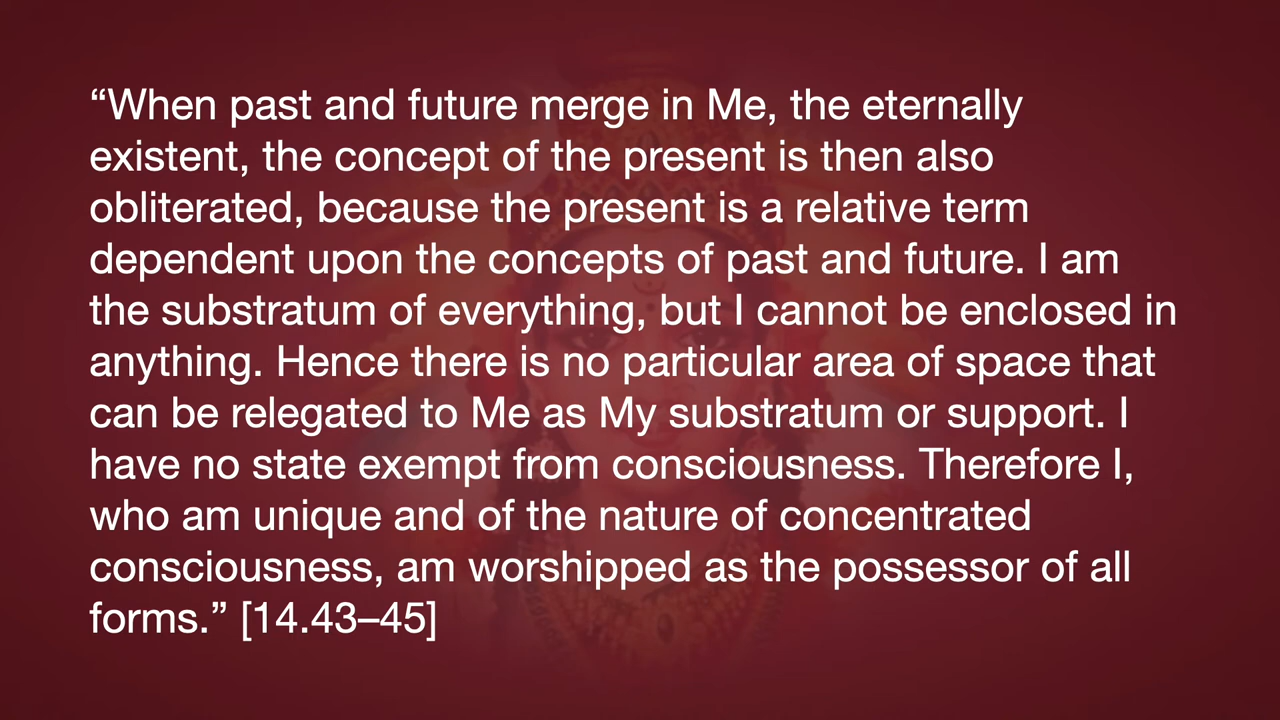 “When past and future merge in Me, the eternally
existent, the concept of the present is then also
obliterated, because the present is a relative term
dependent upon the concepts of past and future. I am
the substratum of everything, but I cannot be enclosed in
anything. Hence there is no particular area of space that
can be relegated to Me as My substratum or support. I
have no state exempt from consciousness. Therefore I,
who am unique and of the nature of concentrated
consciousness, am worshipped as the possessor of all
forms.” [14.43–45]